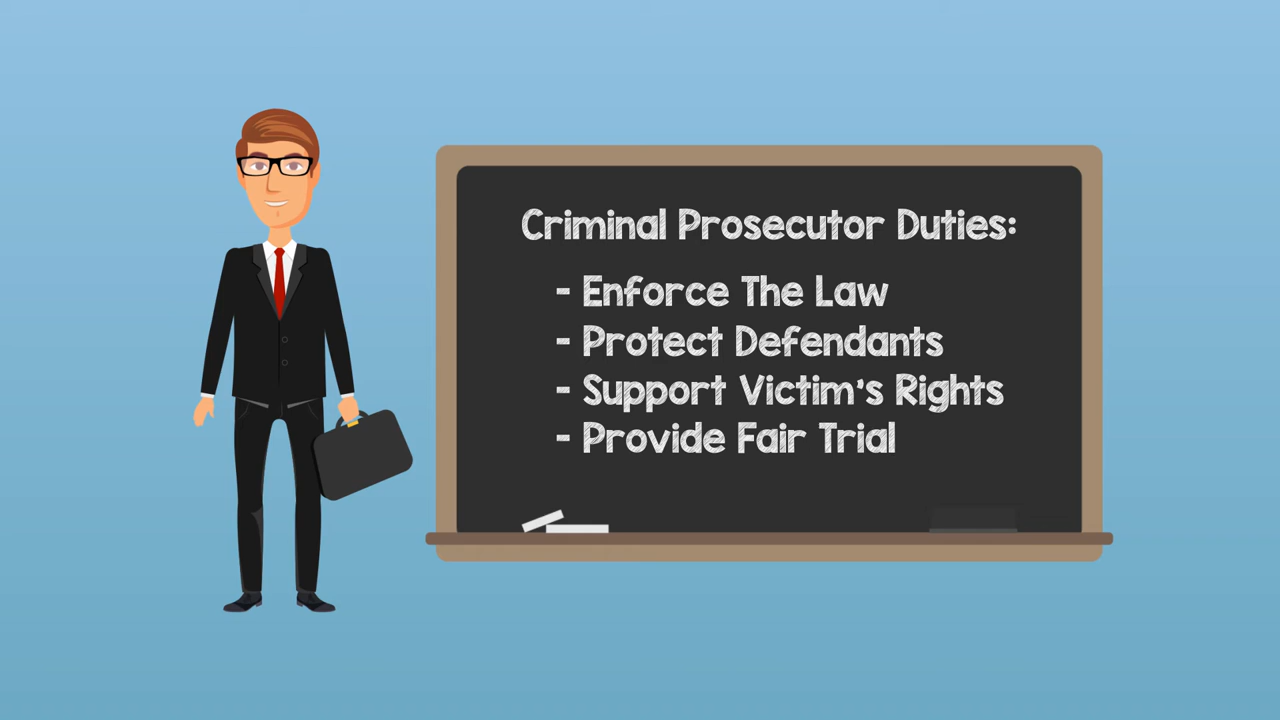 Criminal Prosecutor Duties:
- Enforce The Law
- Protect Defendants
- Support Victim's Rights
- Provide Fair Trial